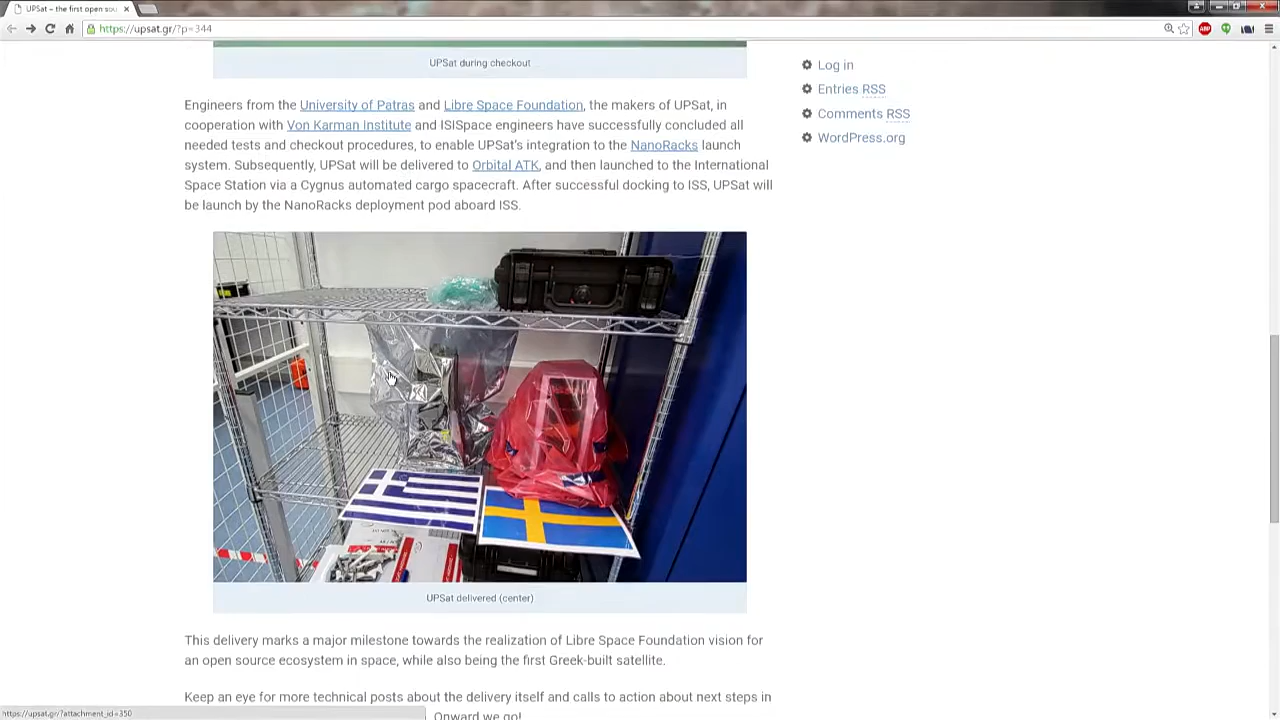 UPSat – the first open sou
https://upsat.gr/?p=344
ABP
UPSat during checkout
Log in
Entries RSS
Comments RSS
WordPress.org
Engineers from the University of Patras and Libre Space Foundation, the makers of UPSat, in
cooperation with Von Karman Institute and ISISpace engineers have successfully concluded all
needed tests and checkout procedures, to enable UPSat's integration to the NanoRacks launch
system. Subsequently, UPSat will be delivered to Orbital ATK, and then launched to the International
Space Station via a Cygnus automated cargo spacecraft. After successful docking to ISS, UPSat will
be launch by the NanoRacks deployment pod aboard ISS.
UPSat delivered (center)
This delivery marks a major milestone towards the realization of Libre Space Foundation vision for
an open source ecosystem in space, while also being the first Greek-built satellite.
Keep an eye for more technical posts about the delivery itself and calls to action about next steps in
Onward we go!
https://upsat.gr/?attachment_id=350